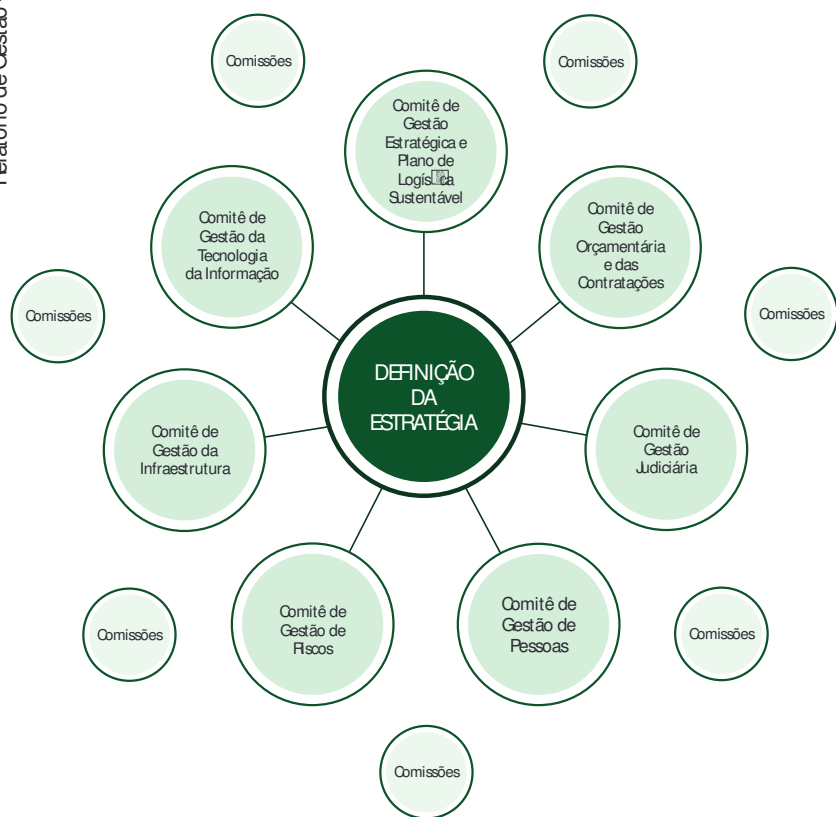 Relatório de Gestão
Comissões
Comissões
Comitê de
Gestão
Estratégica e
Plano de
Sustentável
Comitê de
Gestão da
Tecnologia
da Informação
Comitê de
Gestão
Orçamentária
e das
Contratações
Comissões
Comissões
DEFINIÇÃO
DA
ESTRATÉGIA
Comitê de
Gestão da
Infraestrutura
Comitê de
Gestão
Judiciária
Comitê de
Gestão de
Riscos
Comitê de
Gestão de
Pessoas
Comissões
Comissões
Comissões